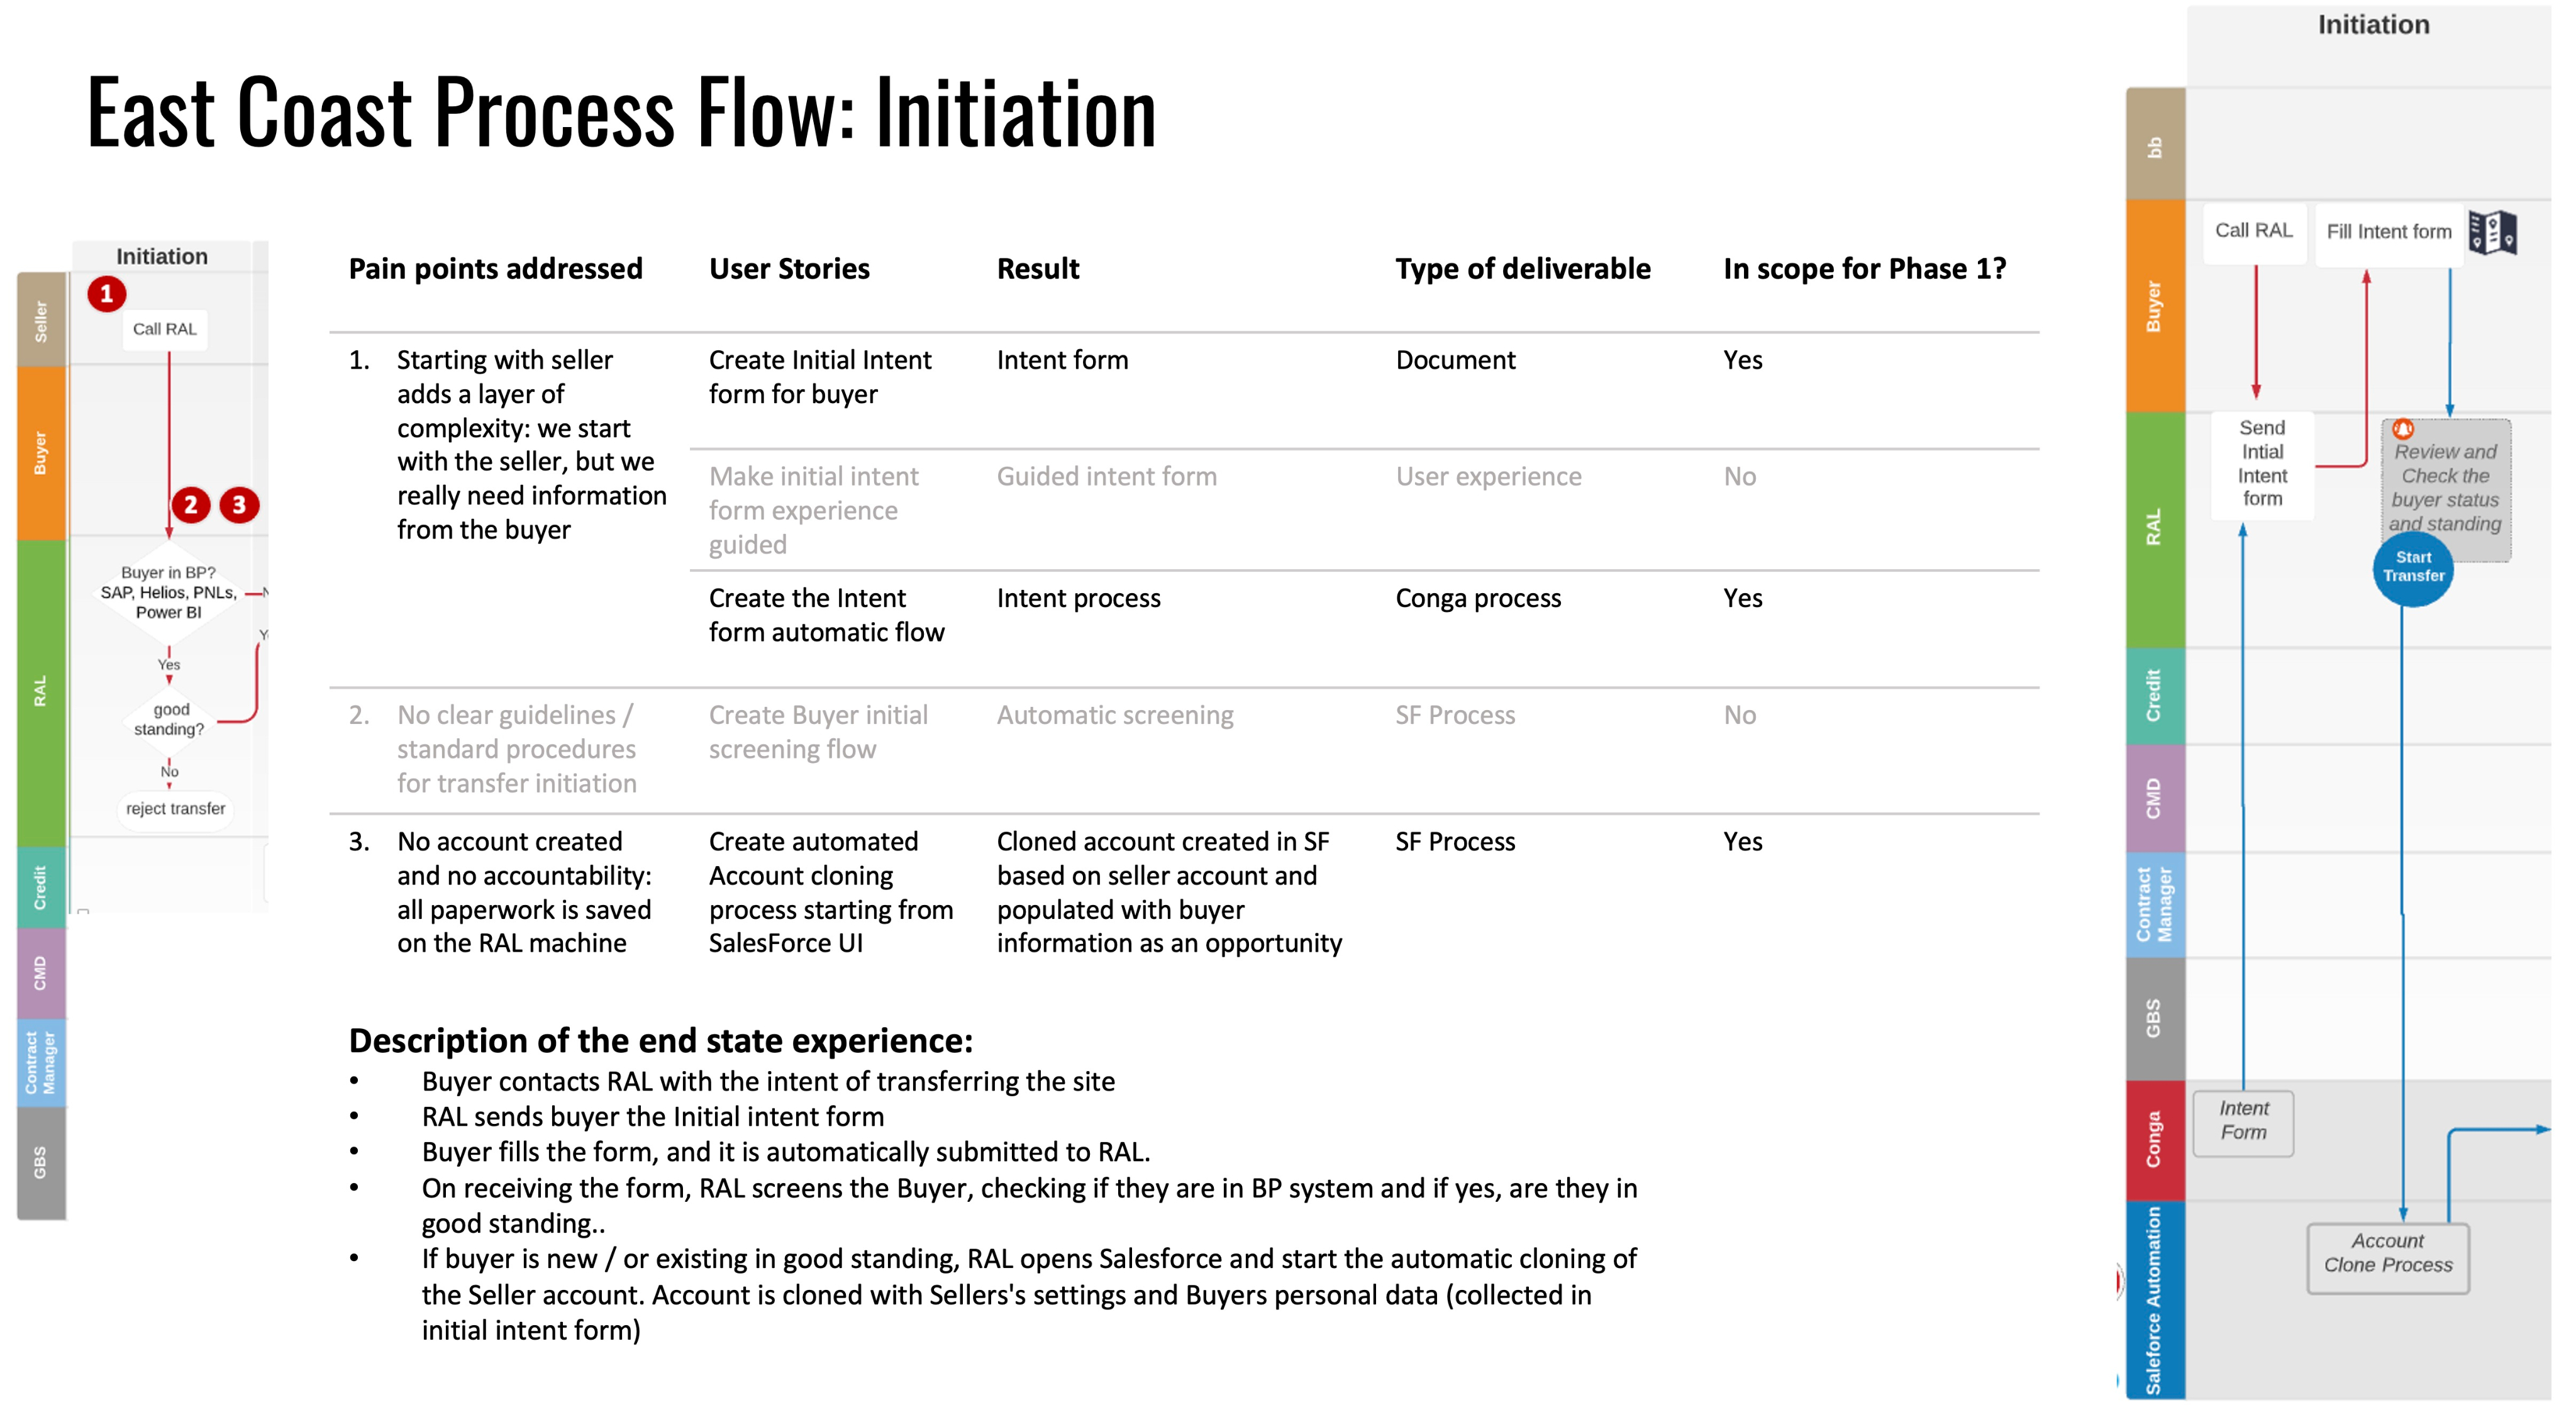 East Coast Process Flow: Initiation
Initiation
Seller
Buyer
RAL
Credit
CMD
Contract
Manager
GBS
1
Call RAL
2
3
Buyer in BP?
SAP, Helios, PNLs,
Power BI
Yes
good
standing?
No
reject transfer
Pain points addressed
User Stories
Result
Type of deliverable
In scope for Phase 1?
1. Starting with seller
adds a layer of
complexity: we start
with the seller, but we
really need information
from the buyer
Create Initial Intent
form for buyer
Intent form
Document
Yes
Make initial intent
form experience
guided
Guided intent form
User experience
No
Create the Intent
form automatic flow
Intent process
Conga process
Yes
2. No clear guidelines /
standard procedures
for transfer initiation
Create Buyer initial
screening flow
Automatic screening
SF Process
No
3. No account created
and no accountability:
all paperwork is saved
on the RAL machine
Create automated
Account cloning
process starting from
SalesForce UI
Cloned account created in SF
based on seller account and
populated with buyer
information as an opportunity
SF Process
Yes
Description of the end state experience:
• Buyer contacts RAL with the intent of transferring the site
• RAL sends buyer the Initial intent form
• Buyer fills the form, and it is automatically submitted to RAL.
• On receiving the form, RAL screens the Buyer, checking if they are in BP system and if yes, are they in
good standing..
• If buyer is new / or existing in good standing, RAL opens Salesforce and start the automatic cloning of
the Seller account. Account is cloned with Sellers's settings and Buyers personal data (collected in
initial intent form)
Initiation
bb
Buyer
RAL
Credit
CMD
Contract
Manager
GBS
Conga
Saleforce Automation
Call RAL
Fill Intent form
Send
Intial
Intent
form
Review and
Check the
buyer status
and standing
Start
Transfer
Intent
Form
Account
Clone Process